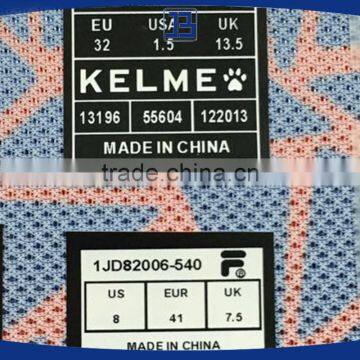 EU USA UK
32 1.5 13.5
KELME
13196 55604 122013
MADE IN CHINA
trade.china.cn
1JD82006-540 F®
US EUR UK
8 41 7.5
MADE IN CHINA